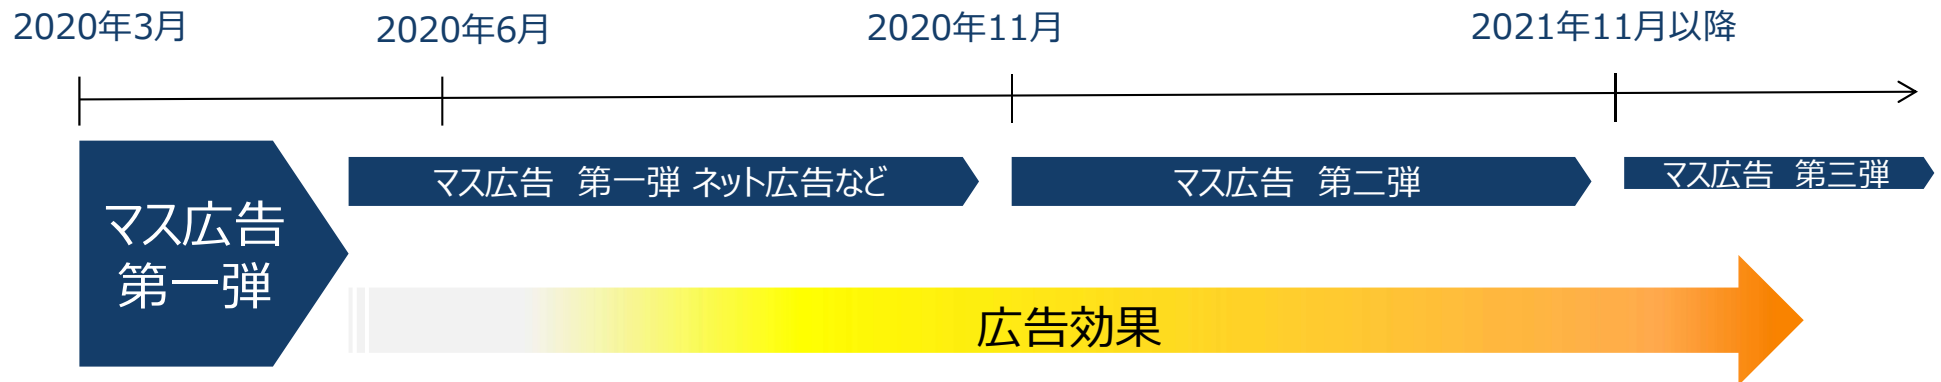 2020年3月
2020年6月
2020年11月
2021年11月以降
マス広告
第一弾
マス広告　第一弾 ネット広告など
マス広告　第二弾
マス広告　第三弾
広告効果